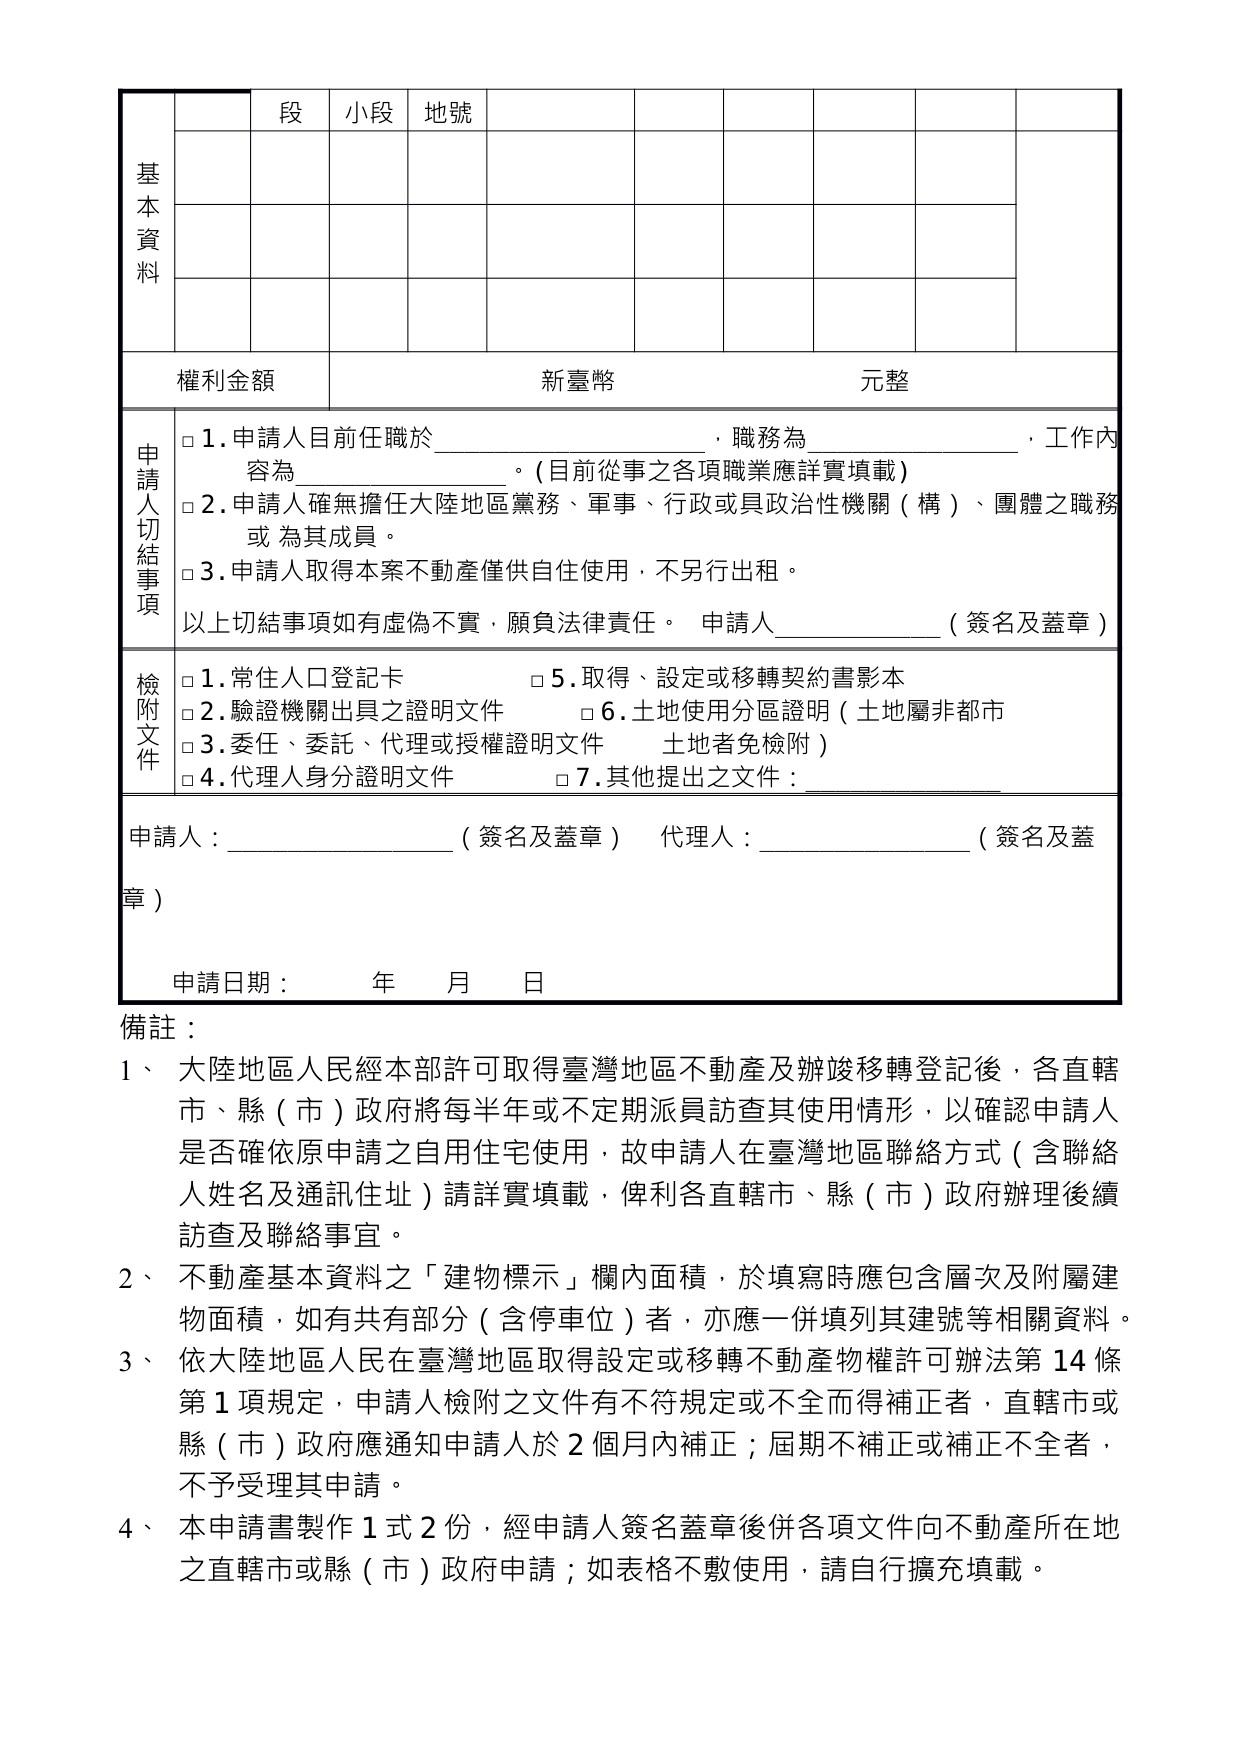 段 小段 地號
基
本
資
料
權利金額 新臺幣 元整
申請人切結事項
□1.申請人目前任職於__________________，職務為______________，工作內
容為______________。(目前從事之各項職業應詳實填載)
□2.申請人確無擔任大陸地區黨務、軍事、行政或具政治性機關（構）、團體之職務
或 為其成員。
□3.申請人取得本案不動產僅供自住使用，不另行出租。
以上切結事項如有虛偽不實，願負法律責任。 申請人___________（簽名及蓋章）
檢附文件
□1.常住人口登記卡 □5.取得、設定或移轉契約書影本
□2.驗證機關出具之證明文件 □6.土地使用分區證明（土地屬非都市
□3.委任、委託、代理或授權證明文件 土地者免檢附）
□4.代理人身分證明文件 □7.其他提出之文件：_____________
申請人：_______________（簽名及蓋章） 代理人：______________（簽名及蓋
章）
申請日期： 年 月 日
備註：
1、 大陸地區人民經本部許可取得臺灣地區不動產及辦竣移轉登記後，各直轄
市、縣（市）政府將每半年或不定期派員訪查其使用情形，以確認申請人
是否確依原申請之自用住宅使用，故申請人在臺灣地區聯絡方式（含聯絡
人姓名及通訊住址）請詳實填載，俾利各直轄市、縣（市）政府辦理後續
訪查及聯絡事宜。
2、 不動產基本資料之「建物標示」欄內面積，於填寫時應包含層次及附屬建
物面積，如有共有部分（含停車位）者，亦應一併填列其建號等相關資料。
3、 依大陸地區人民在臺灣地區取得設定或移轉不動產物權許可辦法第 14 條
第 1 項規定，申請人檢附之文件有不符規定或不全而得補正者，直轄市或
縣（市）政府應通知申請人於 2 個月內補正；屆期不補正或補正不全者，
不予受理其申請。
4、 本申請書製作 1 式 2 份，經申請人簽名蓋章後併各項文件向不動產所在地
之直轄市或縣（市）政府申請；如表格不敷使用，請自行擴充填載。